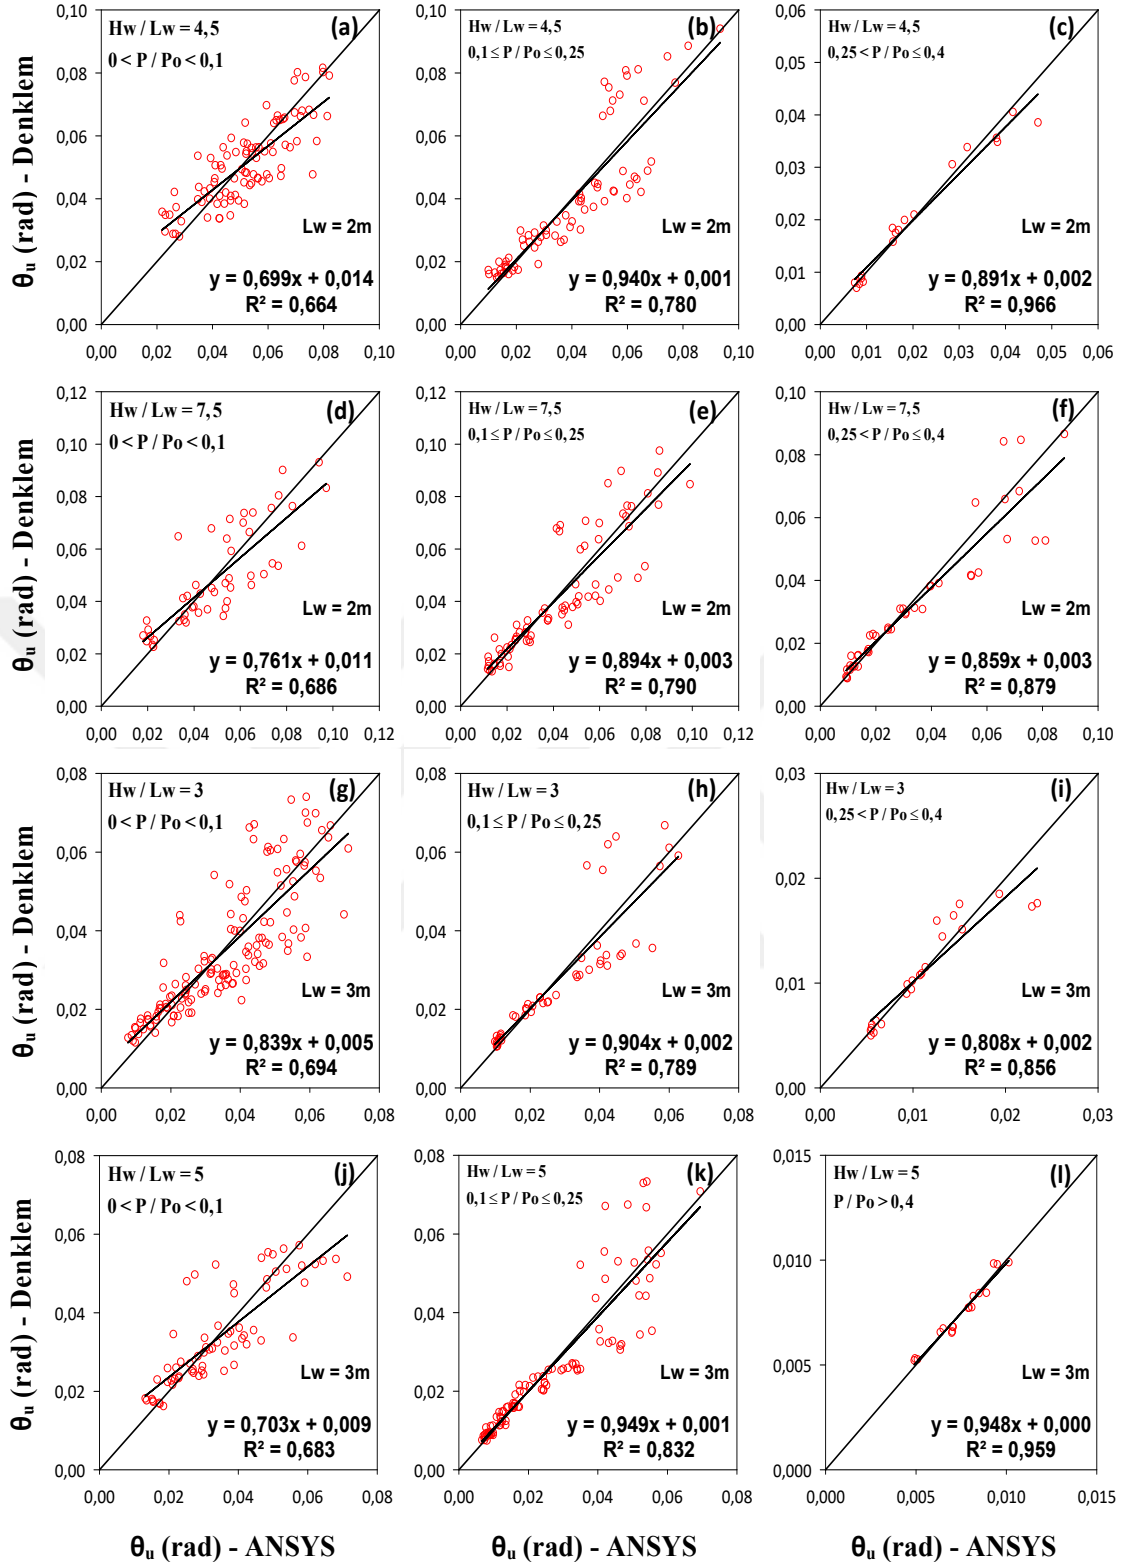 θu (rad) - Denklem
0,10
0,08
0,06
0,04
0,02
0,00
Hw / Lw = 4,5
(a)
0 < P / Po < 0,1
Lw = 2m
y = 0,699x + 0,014
R² = 0,664
0,00 0,02 0,04 0,06 0,08 0,10
0,10
0,08
0,06
0,04
0,02
0,00
Hw / Lw = 4,5
(b)
0,1 ≤ P / Po ≤ 0,25
Lw = 2m
y = 0,940x + 0,001
R² = 0,780
0,00 0,02 0,04 0,06 0,08 0,10
0,06
0,05
0,04
0,03
0,02
0,01
0,00
Hw / Lw = 4,5
(c)
0,25 < P / Po ≤ 0,4
Lw = 2m
y = 0,891x + 0,002
R² = 0,966
0,00 0,01 0,02 0,03 0,04 0,05 0,06
θu (rad) - Denklem
0,12
0,10
0,08
0,06
0,04
0,02
0,00
Hw / Lw = 7,5
(d)
0 < P / Po < 0,1
Lw = 2m
y = 0,761x + 0,011
R² = 0,686
0,00 0,02 0,04 0,06 0,08 0,10 0,12
0,12
0,10
0,08
0,06
0,04
0,02
0,00
Hw / Lw = 7,5
(e)
0,1 ≤ P / Po ≤ 0,25
Lw = 2m
y = 0,894x + 0,003
R² = 0,790
0,00 0,02 0,04 0,06 0,08 0,10 0,12
0,10
0,08
0,06
0,04
0,02
0,00
Hw / Lw = 7,5
(f)
0,25 < P / Po ≤ 0,4
Lw = 2m
y = 0,859x + 0,003
R² = 0,879
0,00 0,02 0,04 0,06 0,08 0,10
θu (rad) - Denklem
0,08
0,06
0,04
0,02
0,00
Hw / Lw = 3
(g)
0 < P / Po < 0,1
Lw = 3m
y = 0,839x + 0,005
R² = 0,694
0,00 0,02 0,04 0,06 0,08
0,08
0,06
0,04
0,02
0,00
Hw / Lw = 3
(h)
0,1 ≤ P / Po ≤ 0,25
Lw = 3m
y = 0,904x + 0,002
R² = 0,789
0,00 0,02 0,04 0,06 0,08
0,03
0,02
0,01
0,00
Hw / Lw = 3
(i)
0,25 < P / Po ≤ 0,4
Lw = 3m
y = 0,808x + 0,002
R² = 0,856
0,00 0,01 0,02 0,03
θu (rad) - Denklem
0,08
0,06
0,04
0,02
0,00
Hw / Lw = 5
(j)
0 < P / Po < 0,1
Lw = 3m
y = 0,703x + 0,009
R² = 0,683
0,00 0,02 0,04 0,06 0,08
0,08
0,06
0,04
0,02
0,00
Hw / Lw = 5
(k)
0,1 ≤ P / Po ≤ 0,25
Lw = 3m
y = 0,949x + 0,001
R² = 0,832
0,00 0,02 0,04 0,06 0,08
0,015
0,010
0,005
0,000
Hw / Lw = 5
(l)
P / Po > 0,4
Lw = 3m
y = 0,948x + 0,000
R² = 0,959
0,000 0,005 0,010 0,015
θu (rad) - ANSYS
θu (rad) - ANSYS
θu (rad) - ANSYS